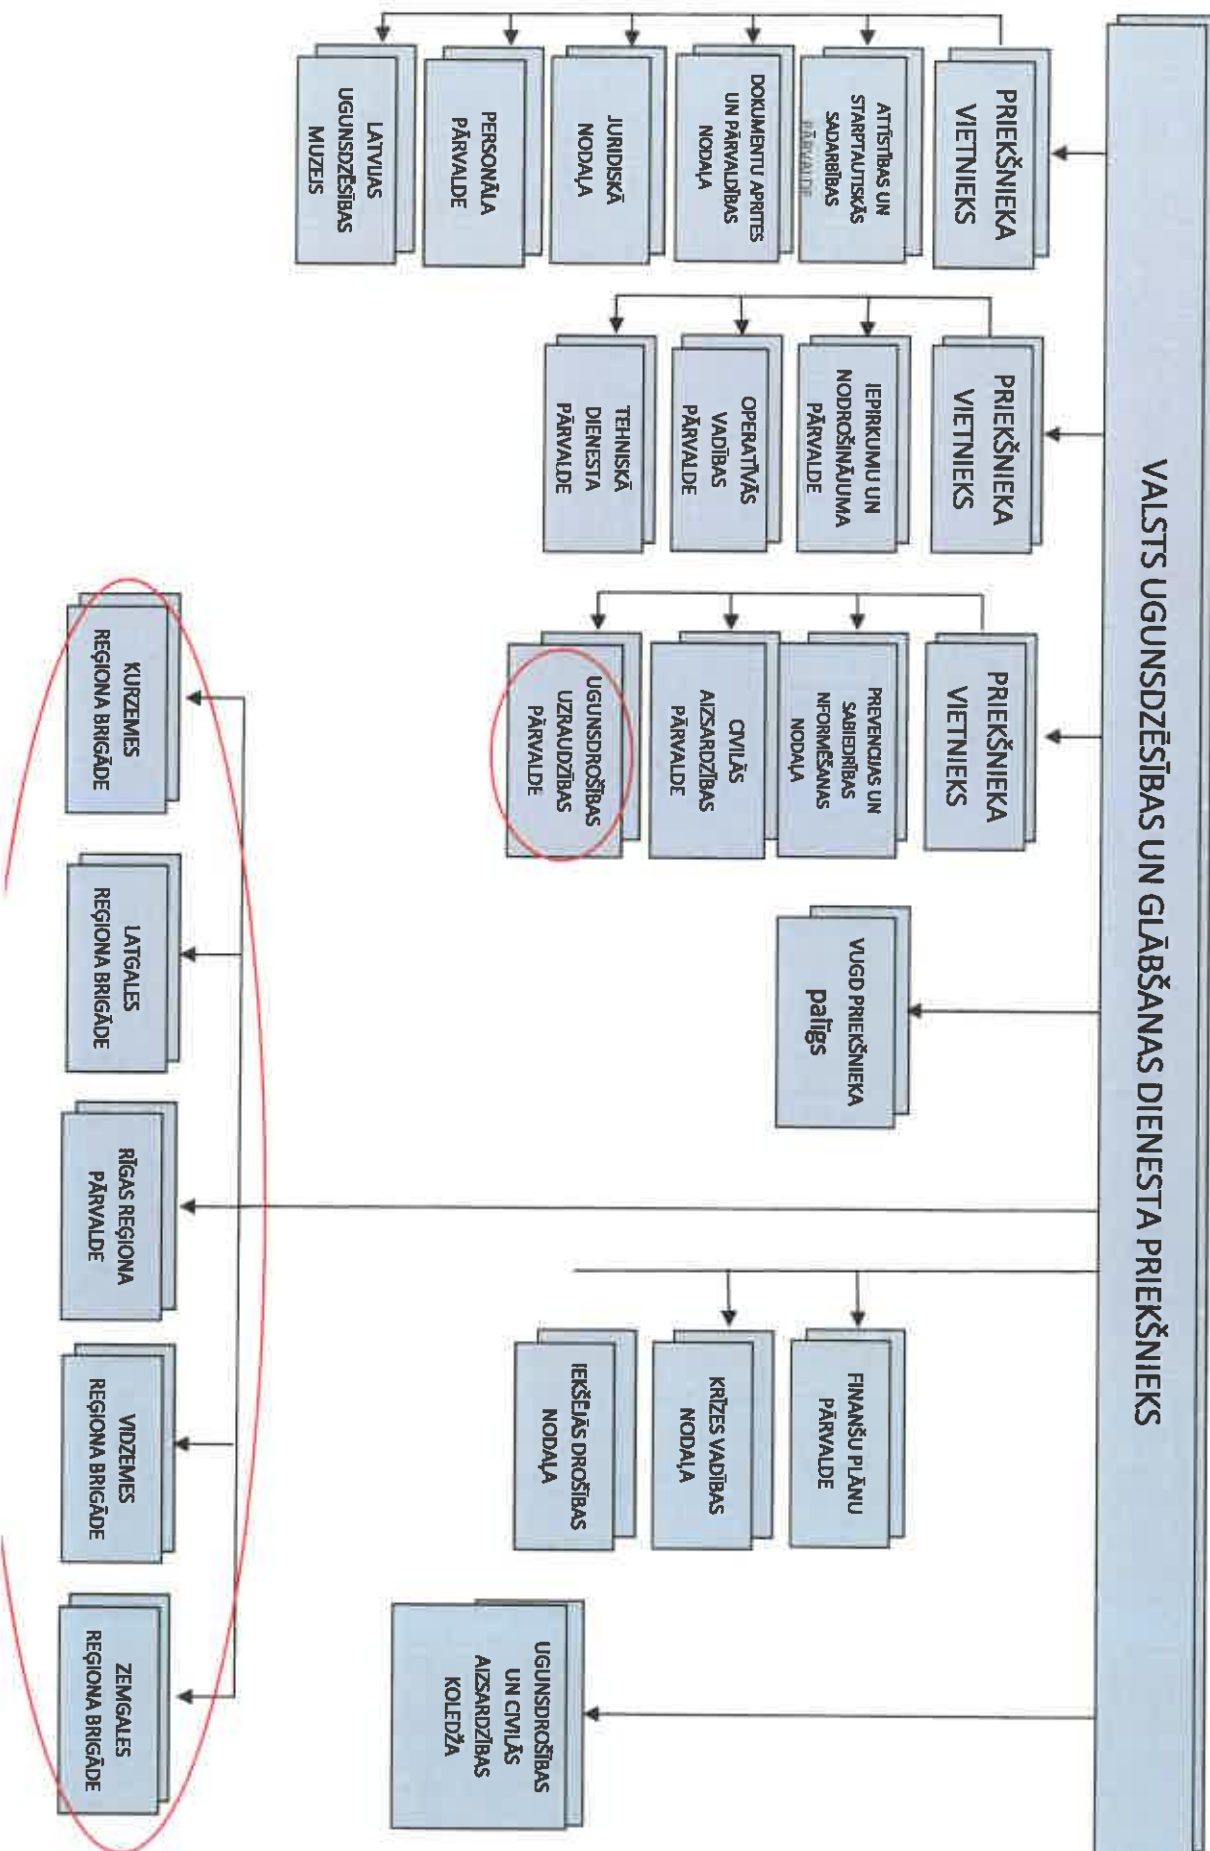 VALSTS UGUNSDZĒSĪBAS UN GLĀBŠANAS DIENESTA PRIEKŠNIEKS
PRIEKŠNIEKA
VIETNIEKS
ATTĪSTĪBAS UN
STARPTAUTISKĀS
SADARBĪBAS
PĀRVALDE
DOKUMENTU APRITES
UN PĀRVALDĪBAS
NODAĻA
JURIDISKĀ
NODAĻA
PERSONĀLA
PĀRVALDE
LATVIJAS
UGUNSDZĒSĪBAS
MUZEJS
PRIEKŠNIEKA
VIETNIEKS
IEPIRKUMU UN
NODROŠINĀJUMA
PĀRVALDE
OPERATĪVĀS
VADĪBAS
PĀRVALDE
TEHNISKĀ
DIENESTA
PĀRVALDE
PRIEKŠNIEKA
VIETNIEKS
PREVENCIJAS UN
SABIEDRĪBAS
NFORMĒŠANAS
NODAĻA
CIVILĀS
AIZSARDZĪBAS
PĀRVALDE
UGUNSDROŠĪBAS
UZRAUDZĪBAS
PĀRVALDE
VUGD PRIEKŠNIEKA
palīgs
FINANŠU PLĀNU
PĀRVALDE
KRĪZES VADĪBAS
NODAĻA
IEKŠĒJĀS DROŠĪBAS
NODAĻA
UGUNSDROŠĪBAS
UN CIVILĀS
AIZSARDZĪBAS
KOLEDŽA
KURZEMES
REĢIONA BRIGĀDE
LATGALES
REĢIONA BRIGĀDE
RĪGAS REĢIONA
PĀRVALDE
VIDZEMES
REĢIONA BRIGĀDE
ZEMGALES
REĢIONA BRIGĀDE